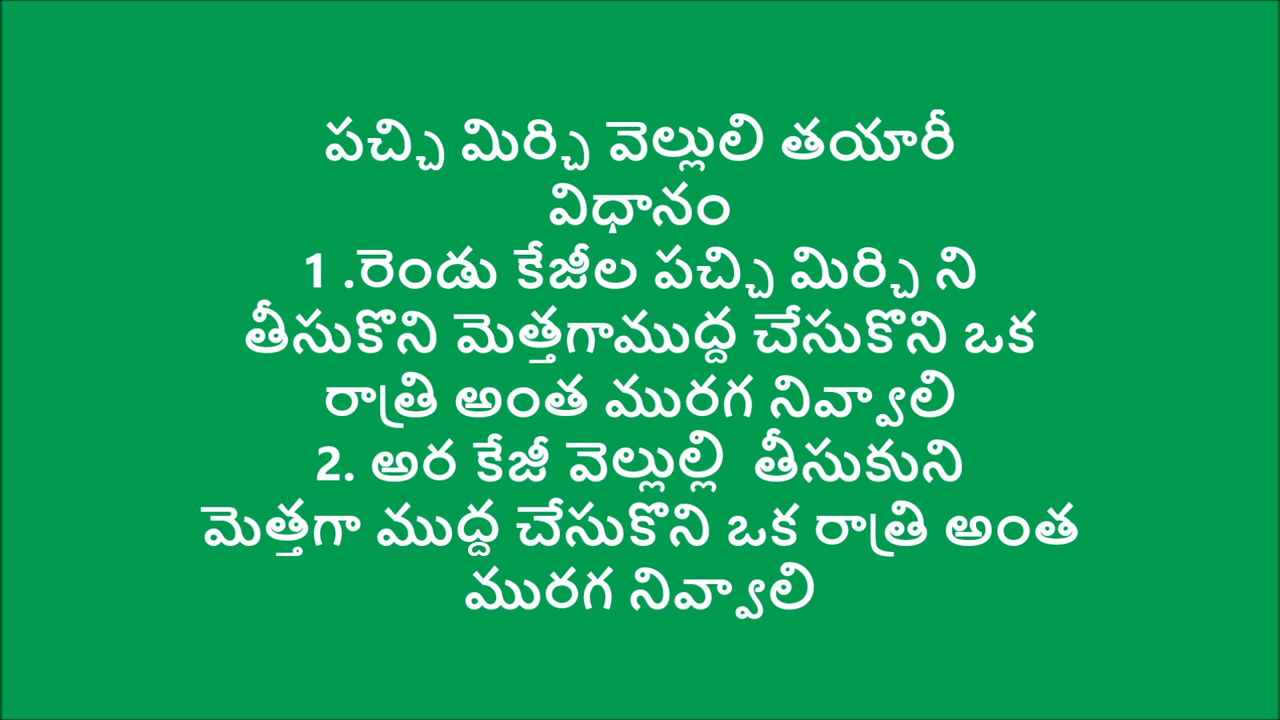 పచ్చి మిర్చి వెల్లులి తయారీ
విధానం
1 .రెండు కేజీల పచ్చి మిర్చి ని
తీసుకొని మెత్తగాముద్ద చేసుకొని ఒక
రాత్రి అంత మురగ నివ్వాలి
2. అర కేజీ వెల్లుల్లి తీసుకుని
మెత్తగా ముద్ద చేసుకొని ఒక రాత్రి అంత
మురగ నివ్వాలి